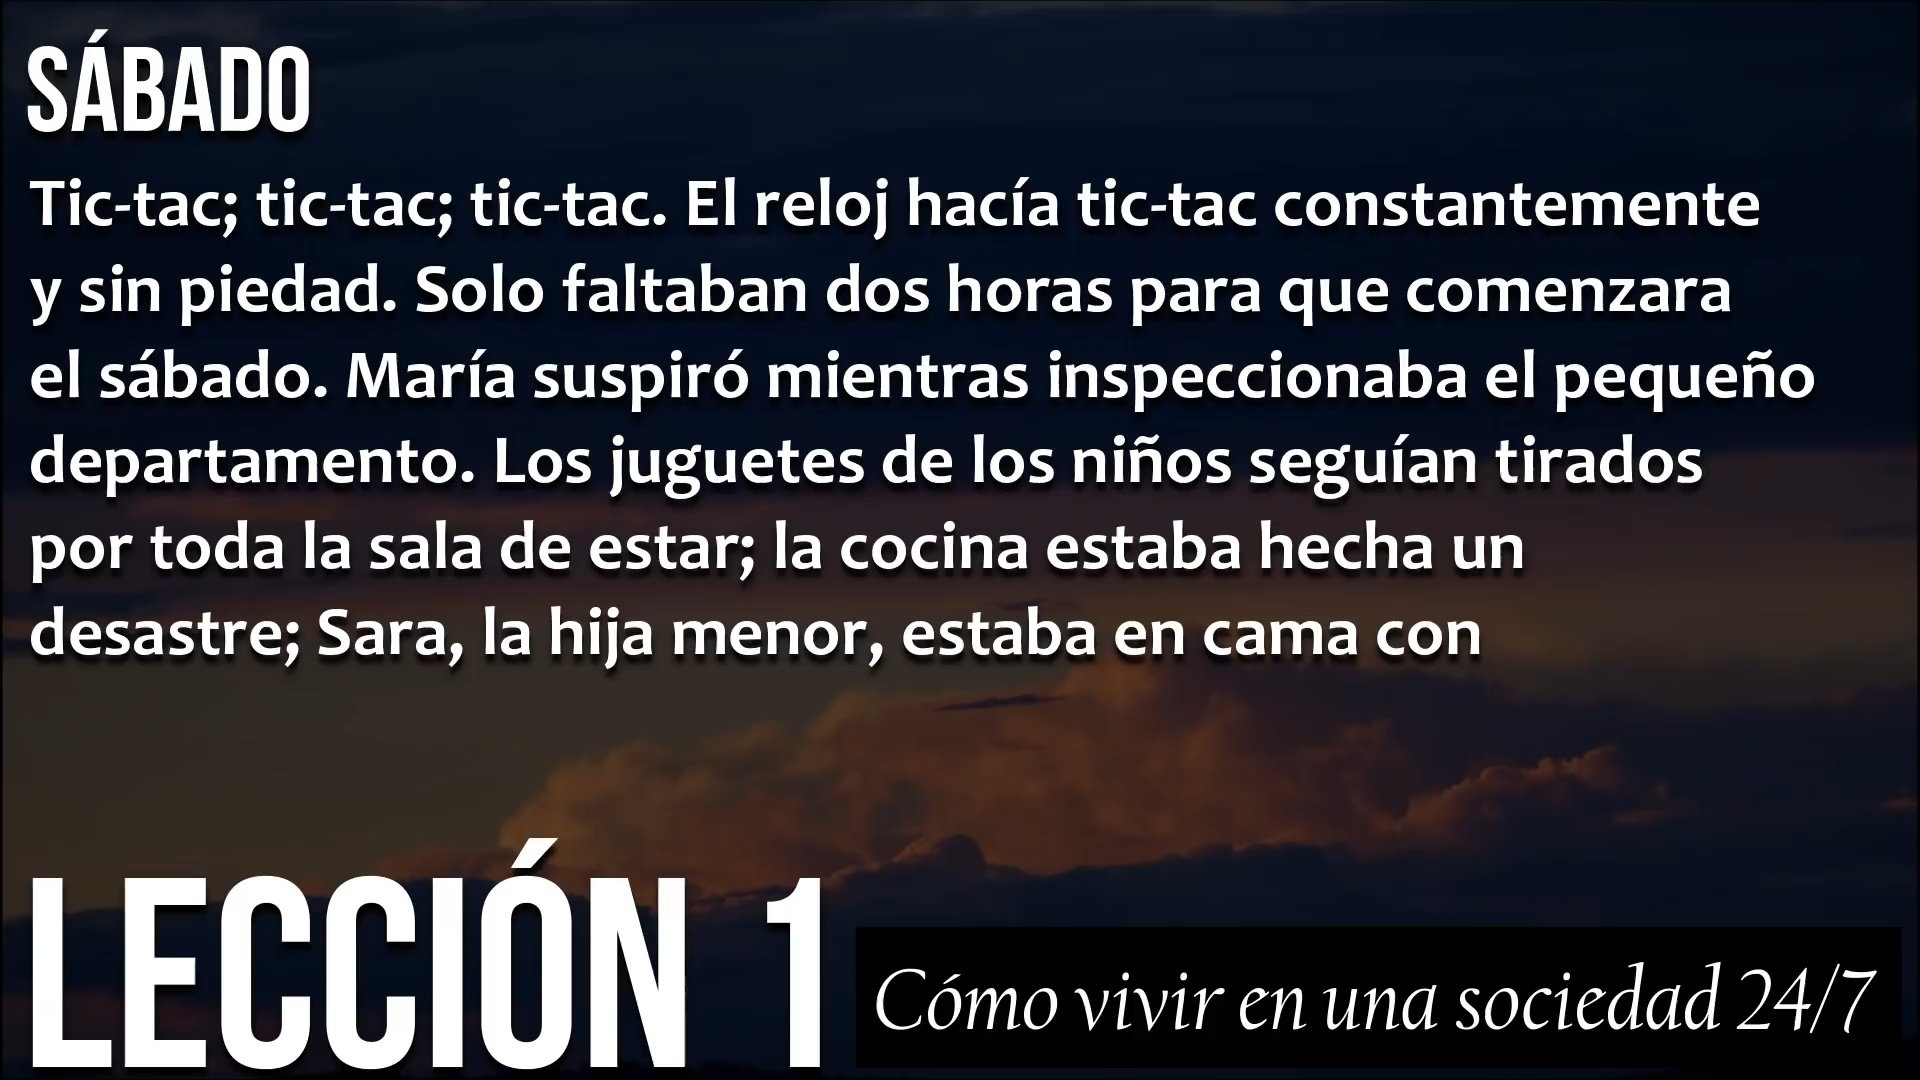 SÁBADO
Tic-tac; tic-tac; tic-tac. El reloj hacía tic-tac constantemente
y sin piedad. Solo faltaban dos horas para que comenzara
el sábado. María suspiró mientras inspeccionaba el pequeño
departamento. Los juguetes de los niños seguían tirados
por toda la sala de estar; la cocina estaba hecha un
desastre; Sara, la hija menor, estaba en cama con
LECCIÓN 1
Cómo vivir en una sociedad 24/7